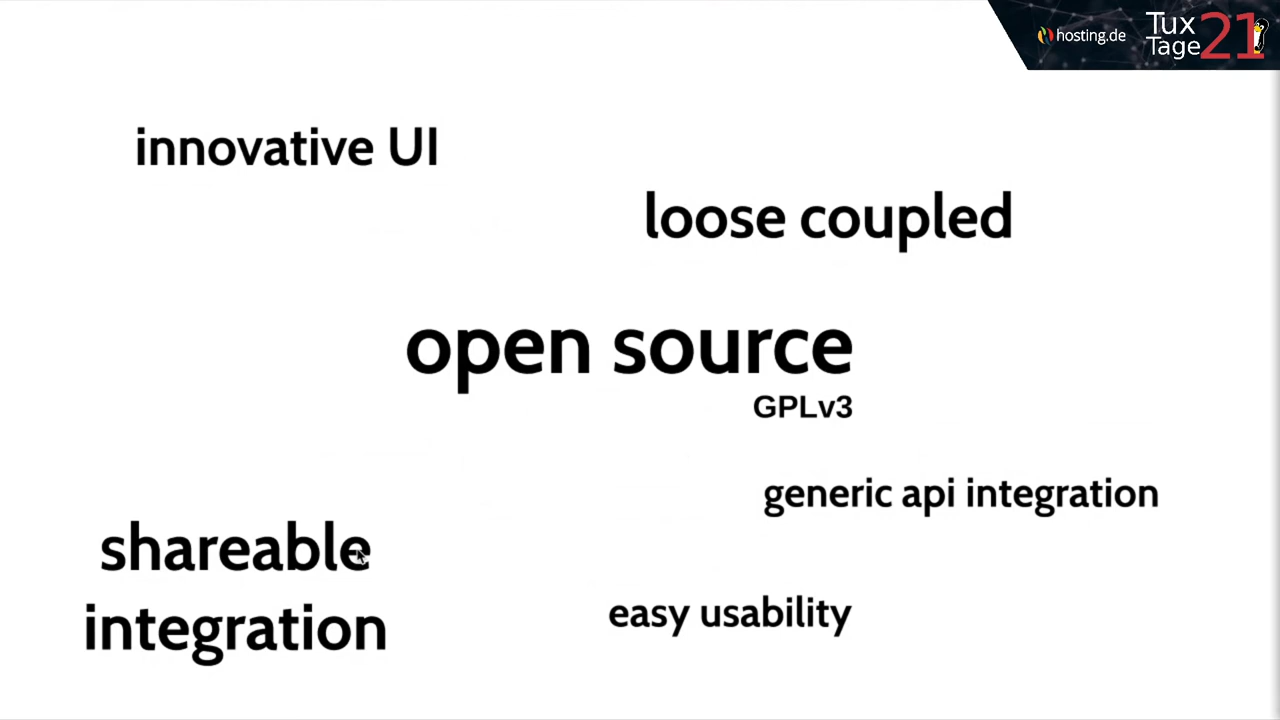 hosting.de
Tux
Tage
21
innovative UI
loose coupled
open source
GPLv3
generic api integration
shareable
integration
easy usability